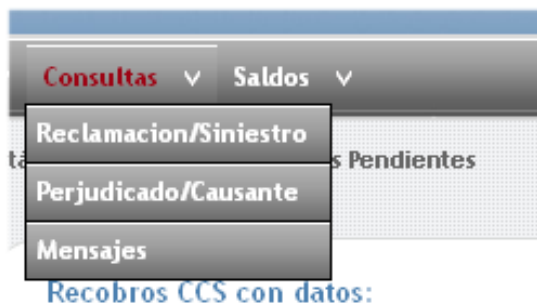 Consultas Saldos
Reclamacion/Siniestro
Pendientes
Perjudicado/Causante
Mensajes
Recobros CCS con datos: